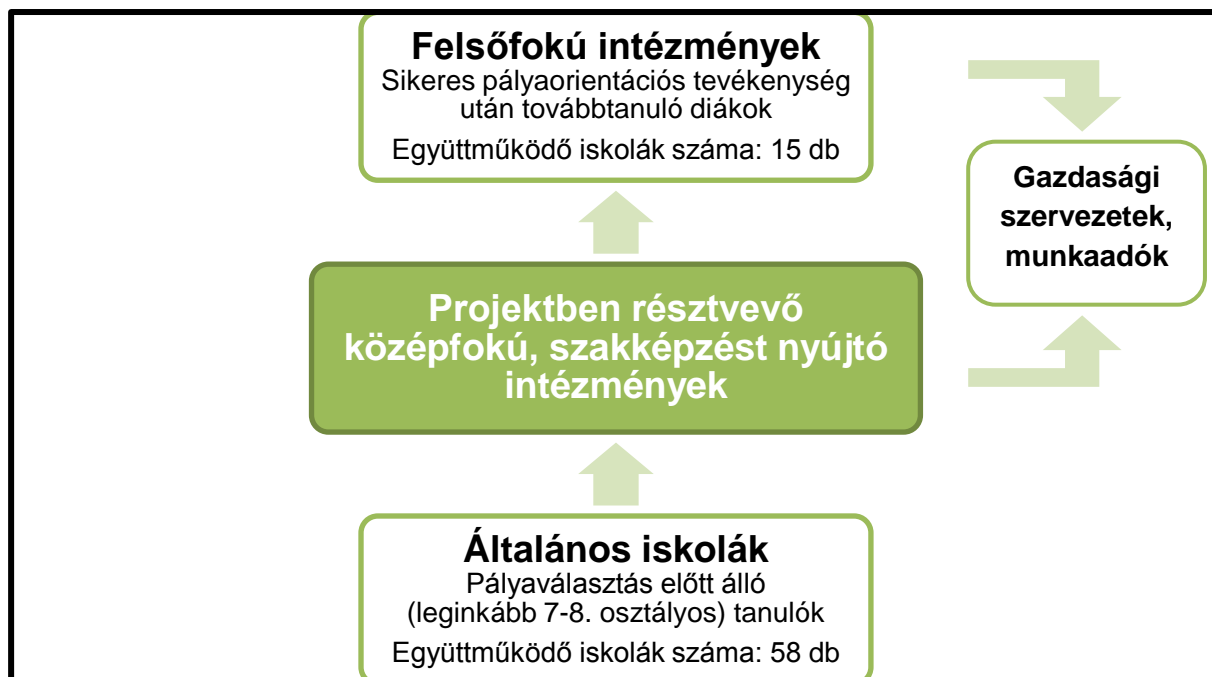 Felsőfokú intézmények
Sikeres pályaorientációs tevékenység
után továbbtanuló diákok
Együttműködő iskolák száma: 15 db
Gazdasági
szervezetek,
munkaadók
Projektben résztvevő
középfokú, szakképzést nyújtó
intézmények
Általános iskolák
Pályaválasztás előtt álló
(leginkább 7-8. osztályos) tanulók
Együttműködő iskolák száma: 58 db